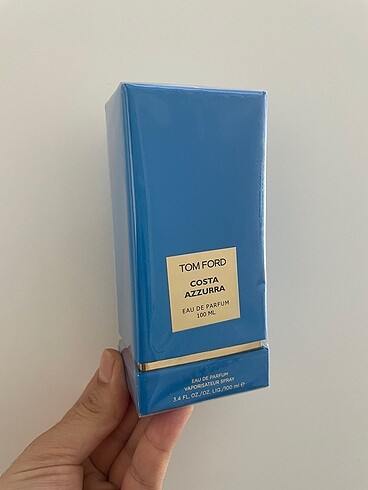 TOM FORD
COSTA
AZZURRA
EAU DE PARFUM
100 ML
EAU DE PARFUM
VAPORISATEUR SPRAY
3.4 FL. OZ./OZ. LIQ./100 ml ℮